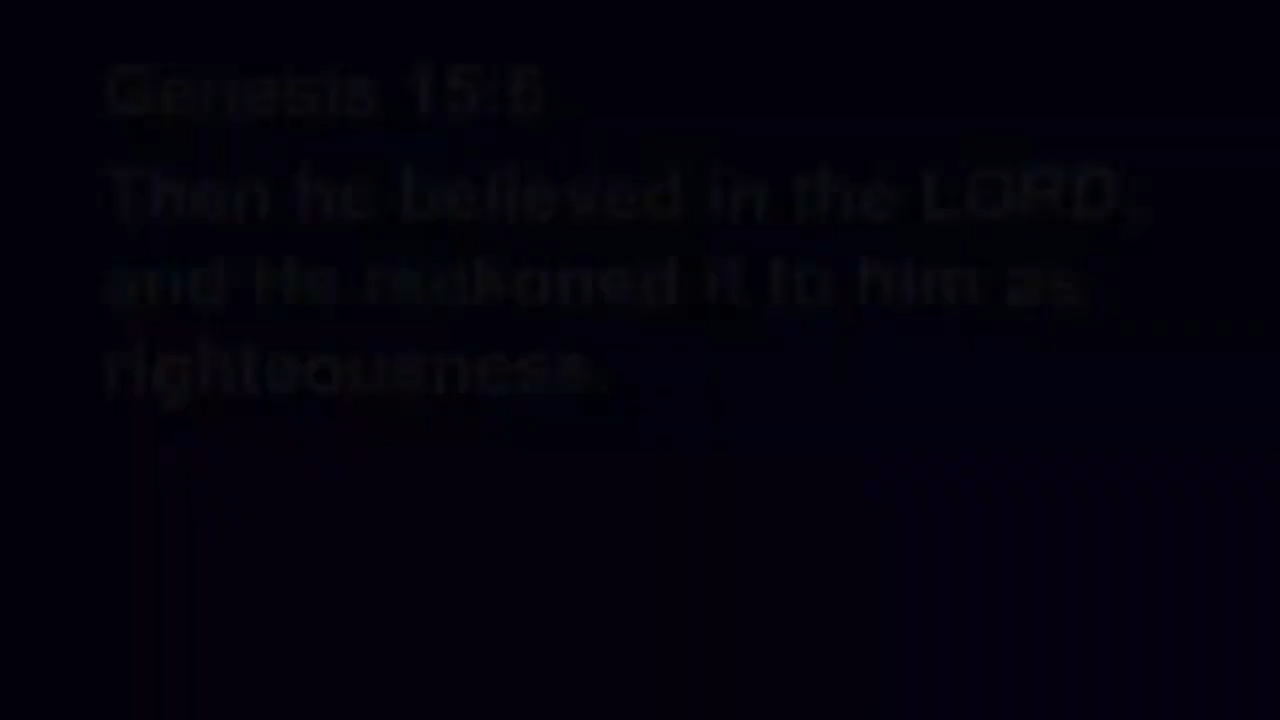 Genesis 15:6
Then he believed in the LORD;
and He reckoned it to him as
righteousness.